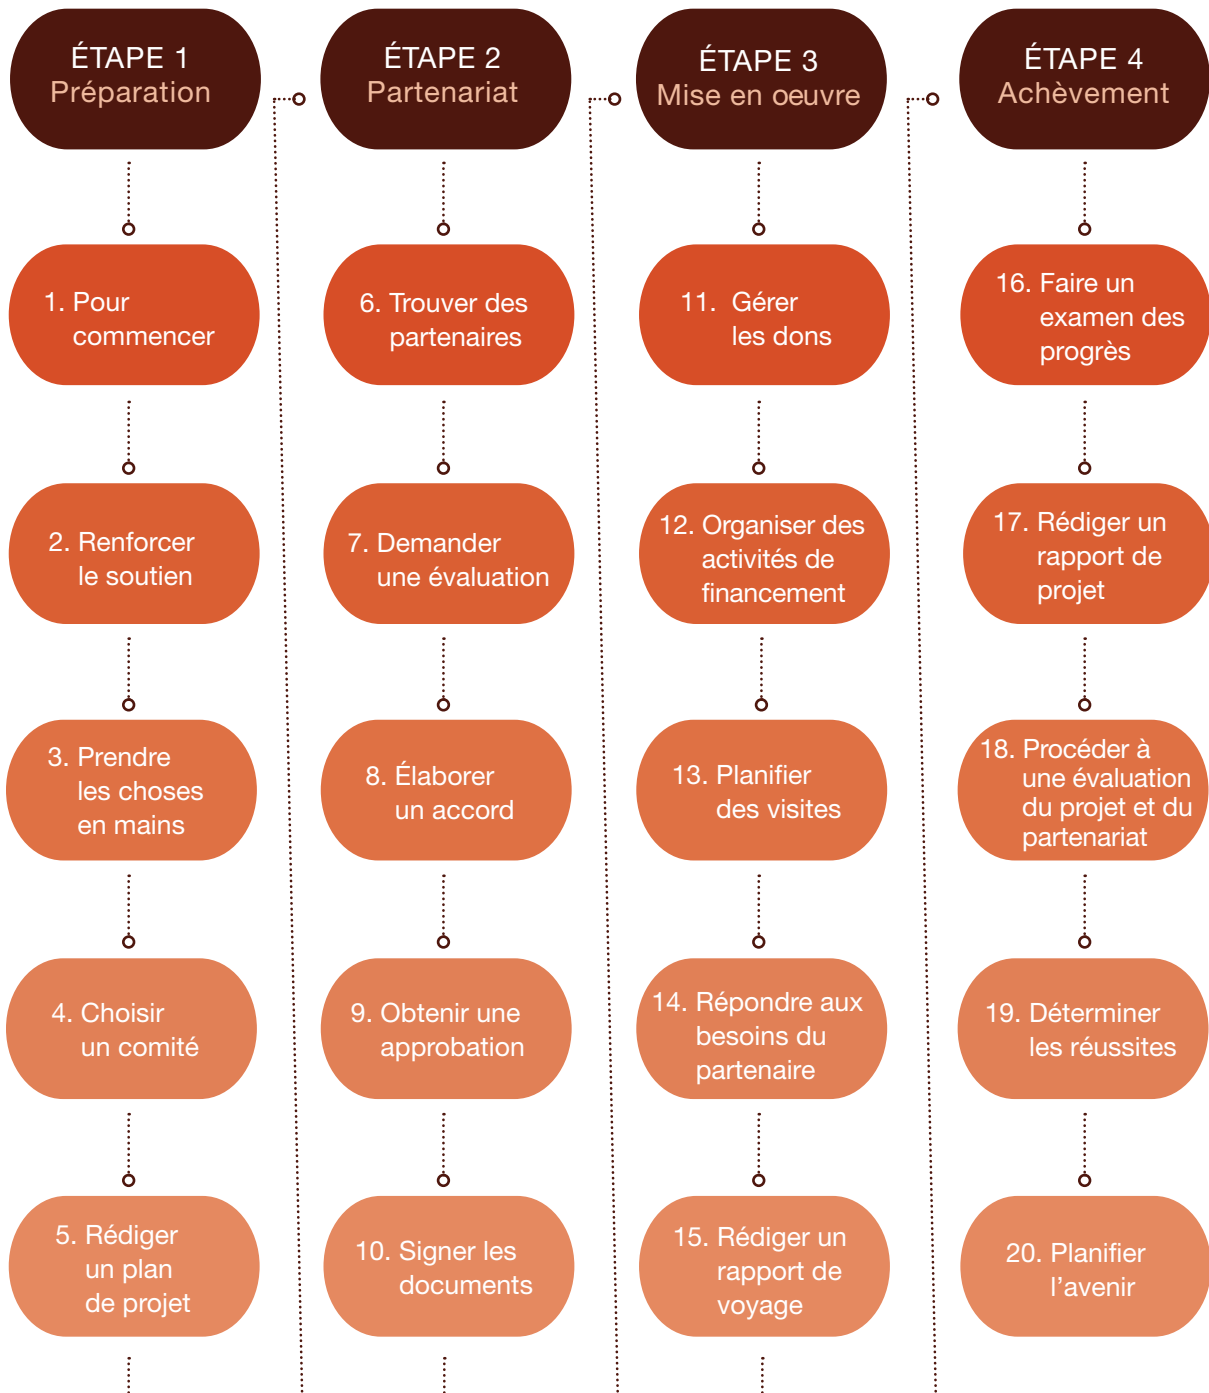 ÉTAPE 1
Préparation
1. Pour
commencer
2. Renforcer
le soutien
3. Prendre
les choses
en mains
4. Choisir
un comité
5. Rédiger
un plan
de projet
ÉTAPE 2
Partenariat
6. Trouver des
partenaires
7. Demander
une évaluation
8. Élaborer
un accord
9. Obtenir une
approbation
10. Signer les
documents
ÉTAPE 3
Mise en oeuvre
11. Gérer
les dons
12. Organiser des
activités de
financement
13. Planifier
des visites
14. Répondre aux
besoins du
partenaire
15. Rédiger un
rapport de
voyage
ÉTAPE 4
Achèvement
16. Faire un
examen des
progrès
17. Rédiger un
rapport de
projet
18. Procéder à
une évaluation
du projet et du
partenariat
19. Déterminer
les réussites
20. Planifier
l’avenir